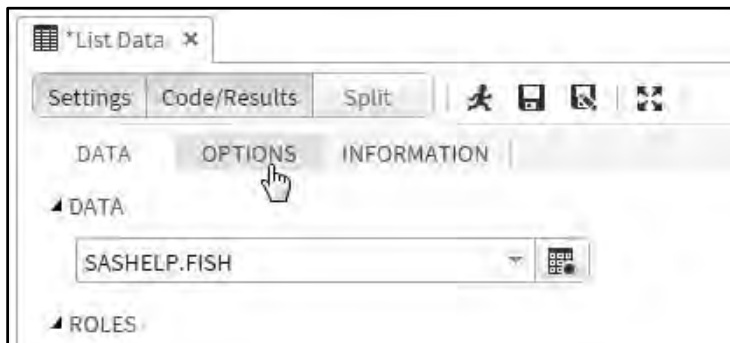 *List Data ×
Settings Code/Results Split
DATA OPTIONS INFORMATION
DATA
SASHELP.FISH
ROLES